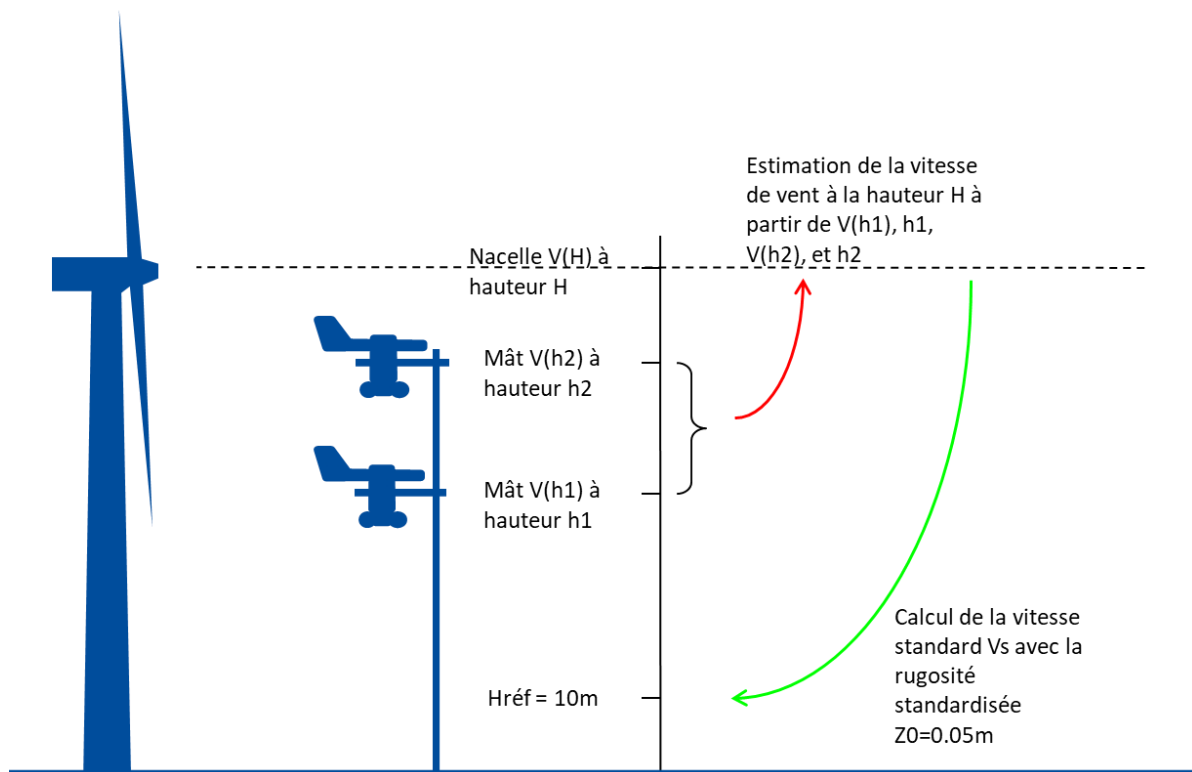 Estimation de la vitesse
de vent à la hauteur H à
partir de V(h1), h1,
V(h2), et h2
Nacelle V(H) à
hauteur H
Mât V(h2) à
hauteur h2
Mât V(h1) à
hauteur h1
Calcul de la vitesse
standard Vs avec la
rugosité
standardisée
Z0=0.05m
Hréf = 10m